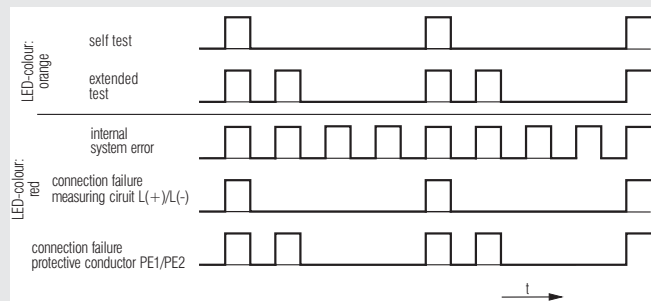 LED-colour:
orange
self test
extended
test
LED-colour:
red
internal
system error
connection failure
measuring ciruit L(+)/L(-)
connection failure
protective conductor PE1/PE2
t